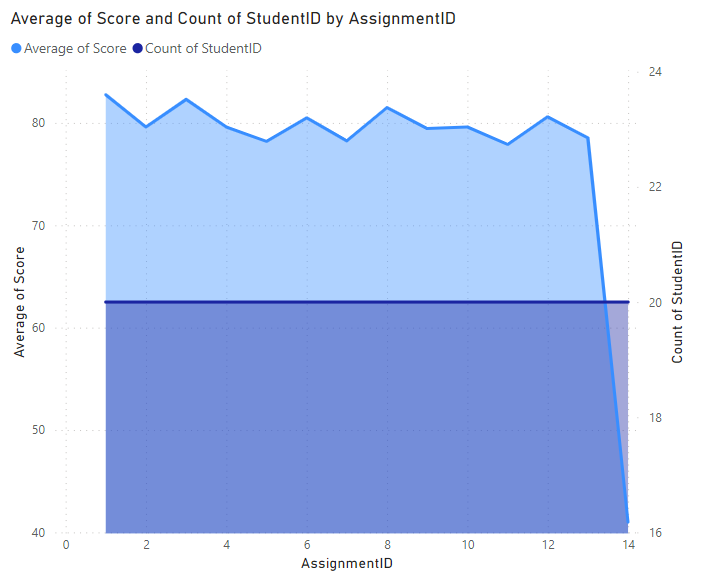 Average of Score and Count of StudentID by AssignmentID
Average of Score Count of StudentID
24
80
22
70
Average of Score
Count of StudentID
20
60
18
50
40
16
0 2 4 6 8 10 12 14
AssignmentID